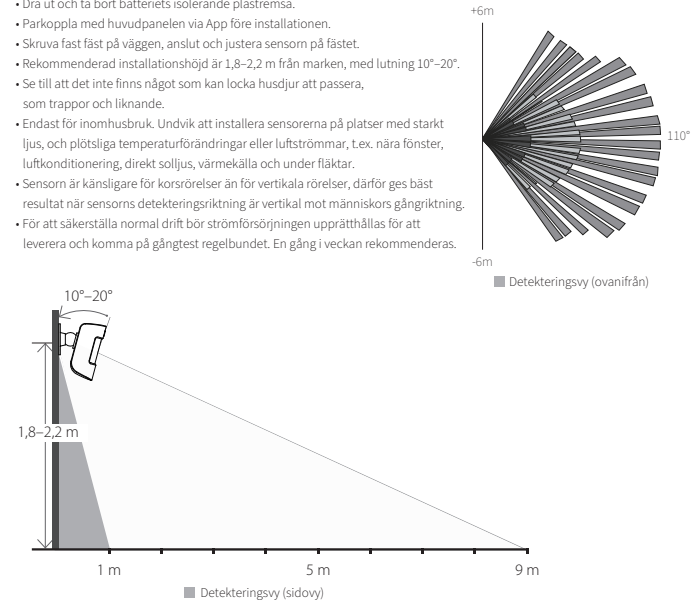 • Dra ut och ta bort batteriets isolerande plastremsa.
• Parkoppla med huvudpanelen via App före installationen.
• Skruva fast fäst på väggen, anslut och justera sensorn på fästet.
• Rekommenderad installationshöjd är 1,8–2,2 m från marken, med lutning 10°–20°.
• Se till att det inte finns något som kan locka husdjur att passera,
som trappor och liknande.
• Endast för inomhusbruk. Undvik att installera sensorerna på platser med starkt
ljus, och plötsliga temperaturförändringar eller luftströmmar, t.ex. nära fönster,
luftkonditionering, direkt solljus, värmekälla och under fläktar.
• Sensorn är känsligare för korsrörelser än för vertikala rörelser, därför ges bäst
resultat när sensorns detekteringsriktning är vertikal mot människors gångriktning.
• För att säkerställa normal drift bör strömförsörjningen upprätthållas för att
leverera och komma på gångtest regelbundet. En gång i veckan rekommenderas.
+6m
110°
-6m
Detekteringsvy (ovanifrån)
10°–20°
1,8–2,2 m
1 m
5 m
9 m
Detekteringsvy (sidovy)